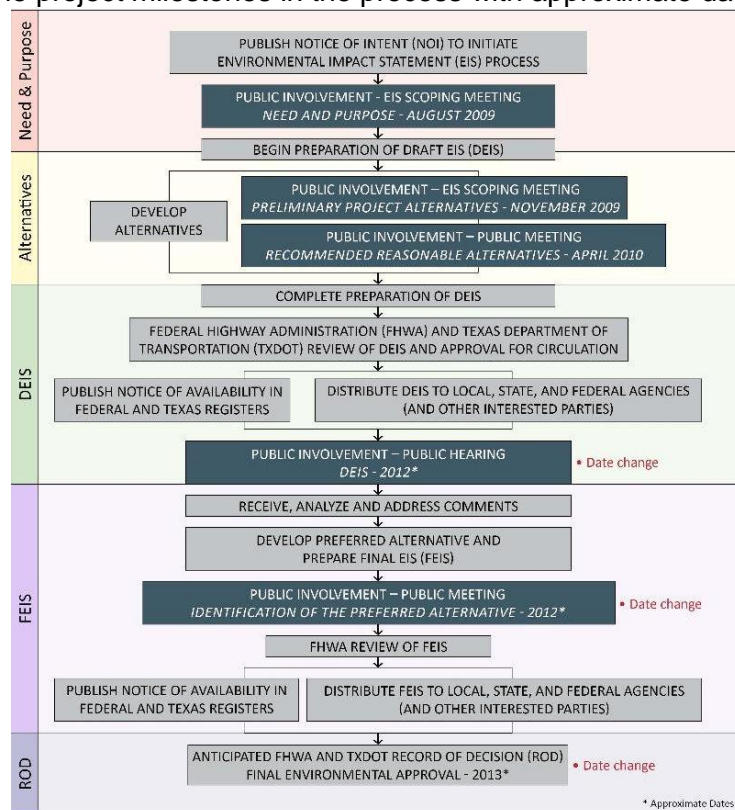 project milestones in the process with approximate
Need & Purpose
PUBLISH NOTICE OF INTENT (NOI) TO INITIATE
ENVIRONMENTAL IMPACT STATEMENT (EIS) PROCESS
PUBLIC INVOLVEMENT - EIS SCOPING MEETING
NEED AND PURPOSE - AUGUST 2009
BEGIN PREPARATION OF DRAFT EIS (DEIS)
Alternatives
DEVELOP
ALTERNATIVES
PUBLIC INVOLVEMENT – EIS SCOPING MEETING
PRELIMINARY PROJECT ALTERNATIVES - NOVEMBER 2009
PUBLIC INVOLVEMENT – PUBLIC MEETING
RECOMMENDED REASONABLE ALTERNATIVES - APRIL 2010
DEIS
COMPLETE PREPARATION OF DEIS
FEDERAL HIGHWAY ADMINISTRATION (FHWA) AND TEXAS DEPARTMENT OF
TRANSPORTATION (TXDOT) REVIEW OF DEIS AND APPROVAL FOR CIRCULATION
PUBLISH NOTICE OF AVAILABILITY IN
FEDERAL AND TEXAS REGISTERS
DISTRIBUTE DEIS TO LOCAL, STATE, AND FEDERAL AGENCIES
(AND OTHER INTERESTED PARTIES)
PUBLIC INVOLVEMENT – PUBLIC HEARING
DEIS - 2012*
• Date change
FEIS
RECEIVE, ANALYZE AND ADDRESS COMMENTS
DEVELOP PREFERRED ALTERNATIVE AND
PREPARE FINAL EIS (FEIS)
PUBLIC INVOLVEMENT – PUBLIC MEETING
IDENTIFICATION OF THE PREFERRED ALTERNATIVE - 2012*
• Date change
FHWA REVIEW OF FEIS
PUBLISH NOTICE OF AVAILABILITY IN
FEDERAL AND TEXAS REGISTERS
DISTRIBUTE FEIS TO LOCAL, STATE, AND FEDERAL AGENCIES
(AND OTHER INTERESTED PARTIES)
ROD
ANTICIPATED FHWA AND TXDOT RECORD OF DECISION (ROD)
FINAL ENVIRONMENTAL APPROVAL - 2013*
• Date change
* Approximate Dates